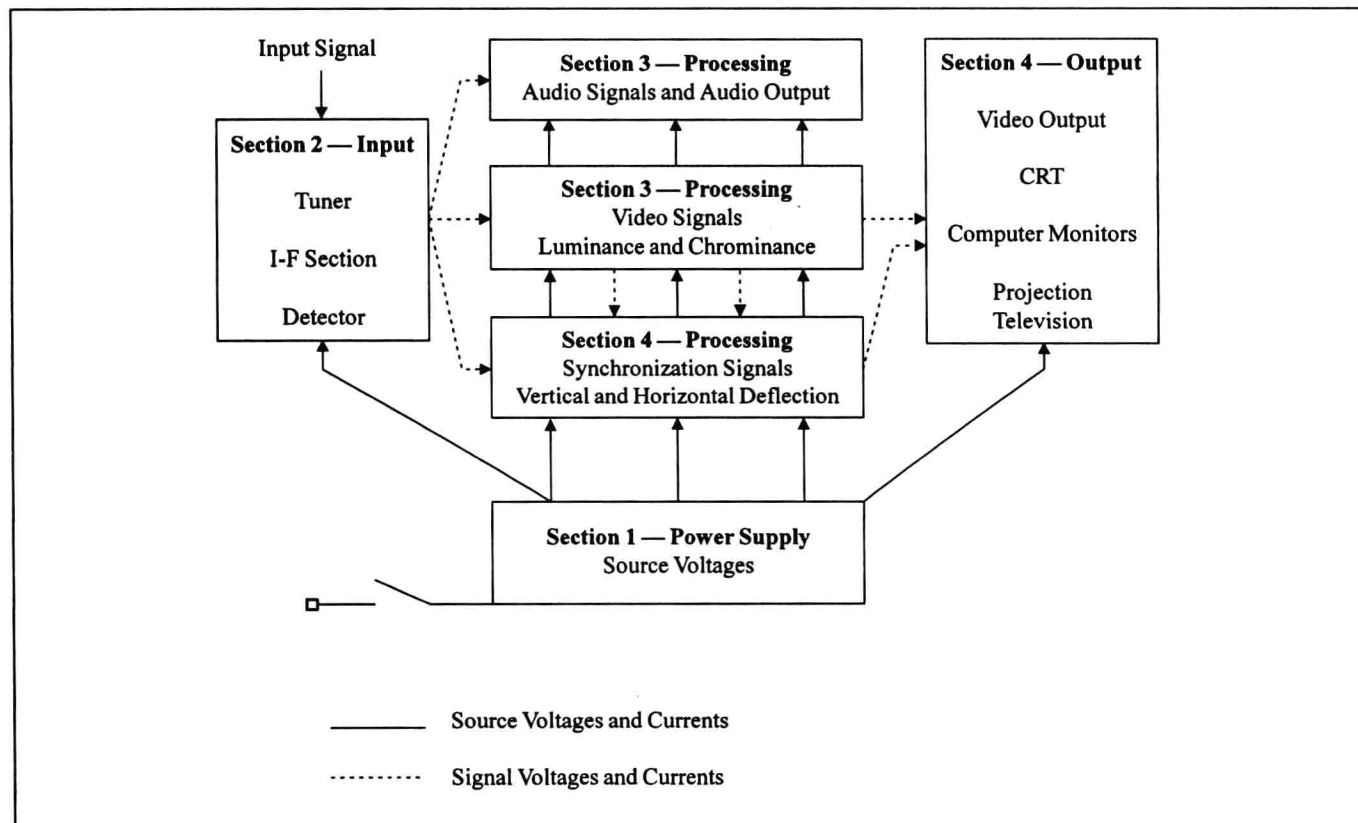 Input Signal
Section 2 — Input
Tuner
I-F Section
Detector
Section 3 — Processing
Audio Signals and Audio Output
Section 3 — Processing
Video Signals
Luminance and Chrominance
Section 4 — Processing
Synchronization Signals
Vertical and Horizontal Deflection
Section 4 — Output
Video Output
CRT
Computer Monitors
Projection
Television
Section 1 — Power Supply
Source Voltages
Source Voltages and Currents
Signal Voltages and Currents